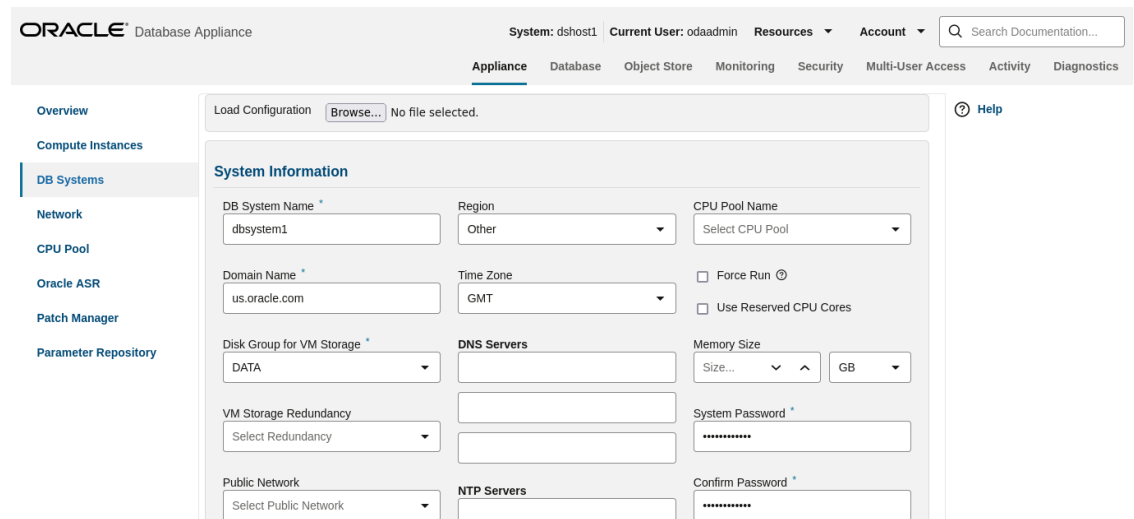 ORACLE® Database Appliance
System: dshost1 Current User: odaadmin Resources Account Search Documentation...
Appliance Database Object Store Monitoring Security Multi-User Access Activity Diagnostics
Overview
Compute Instances
DB Systems
Network
CPU Pool
Oracle ASR
Patch Manager
Parameter Repository
Load Configuration Browse... No file selected.
Help
System Information
DB System Name *
dbsystem1
Region
Other
CPU Pool Name
Select CPU Pool
Domain Name *
us.oracle.com
Time Zone
GMT
Force Run
Use Reserved CPU Cores
Disk Group for VM Storage *
DATA
DNS Servers
Memory Size
Size... GB
VM Storage Redundancy
Select Redundancy
System Password *
••••••••••••
Public Network
Select Public Network
NTP Servers
Confirm Password *
••••••••••••